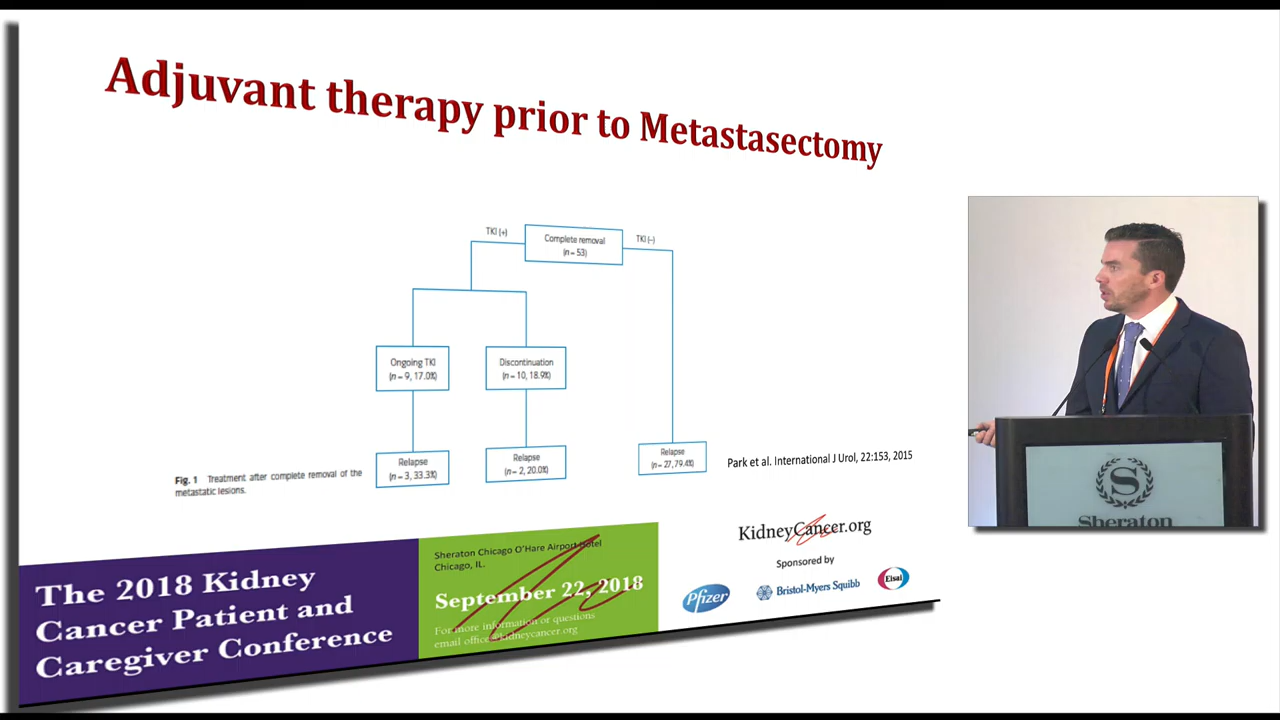 Adjuvant therapy prior to Metastasectomy
TKI (+)
Complete removal
(n = 53)
TKI (–)
Ongoing TKI
(n = 9, 17.0%)
Discontinuation
(n = 10, 18.9%)
Relapse
(n = 3, 33.3%)
Relapse
(n = 2, 20.0%)
Relapse
(n = 27, 79.4%)
Fig. 1 Treatment after complete removal of the
metastatic lesions.
Park et al. International J Urol, 22:153, 2015
The 2018 Kidney
Cancer Patient and
Caregiver Conference
Sheraton Chicago O'Hare Airport Hotel
Chicago, IL.
September 22, 2018
For more information or questions
email office@kidneycancer.org
KidneyCancer.org
Sponsored by
Pfizer
Bristol-Myers Squibb
Eisai
S
Sheraton